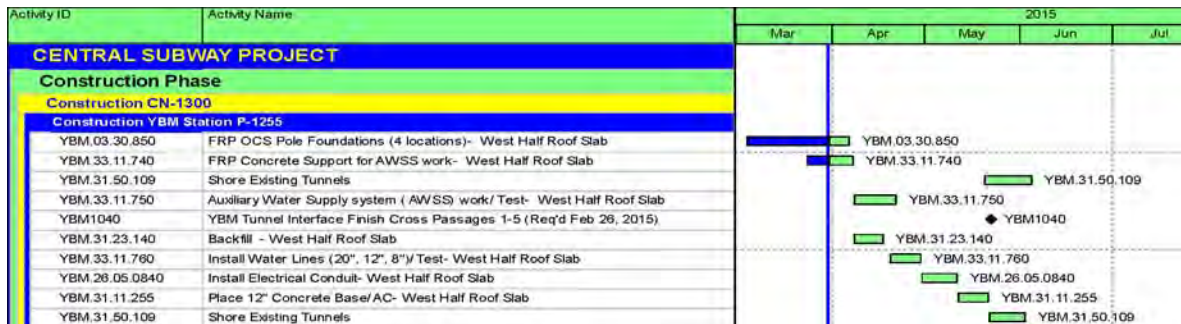 Activity ID Activity Name 2015
Mar Apr May Jun Jul
CENTRAL SUBWAY PROJECT
Construction Phase
Construction CN-1300
Construction YBM Station P-1255
YBM.03.30.850 FRP OCS Pole Foundations (4 locations)- West Half Roof Slab YBM.03.30.850
YBM.33.11.740 FRP Concrete Support for AWSS work- West Half Roof Slab YBM.33.11.740
YBM.31.50.109 Shore Existing Tunnels YBM.31.50.109
YBM.33.11.750 Auxiliary Water Supply system ( AWSS) work/ Test- West Half Roof Slab YBM.33.11.750
YBM1040 YBM Tunnel Interface Finish Cross Passages 1-5 (Req'd Feb 26, 2015) YBM1040
YBM.31.23.140 Backfill - West Half Roof Slab YBM.31.23.140
YBM.33.11.760 Install Water Lines (20", 12", 8")/ Test- West Half Roof Slab YBM.33.11.760
YBM.26.05.0840 Install Electrical Conduit- West Half Roof Slab YBM.26.05.0840
YBM.31.11.255 Place 12" Concrete Base/AC- West Half Roof Slab YBM.31.11.255
YBM.31.50.109 Shore Existing Tunnels YBM.31.50.109